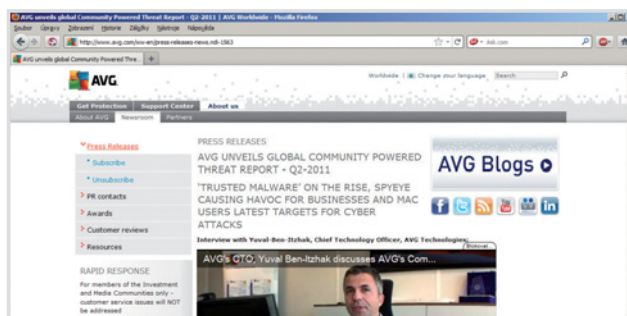 AVG unveils global Community Powered Threat Report - Q2-2011 | AVG Worldwide - Mozilla Firefox
Soubor Úpravy Zobrazení Historie Záložky Nástroje Nápověda
http://www.avg.com/ww-en/press-releases-news.ndi-1563
Ask.com
AVG unveils global Community Powered Thre...
AVG.
Worldwide | Change your language Search
Get Protection Support Center About us
About AVG Newsroom Partners
Press Releases
Subscribe
Unsubscribe
PR contacts
Awards
Customer reviews
Resources
RAPID RESPONSE
For members of the Investment
and Media Communities only -
customer service issues will NOT
be addressed
PRESS RELEASES
AVG UNVEILS GLOBAL COMMUNITY POWERED
THREAT REPORT - Q2-2011
'TRUSTED MALWARE' ON THE RISE, SPYEYE
CAUSING HAVOC FOR BUSINESSES AND MAC
USERS LATEST TARGETS FOR CYBER
ATTACKS
Interview with Yuval-Ben-Itzhak, Chief Technology Officer, AVG Technologies:
AVG's CTO, Yuval Ben-Itzhak discusses AVG's Com...
AVG Blogs
You
Tube
in